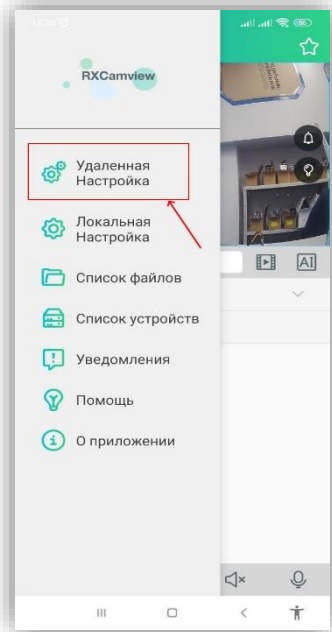 RXCamview
Удаленная
Настройка
Локальная
Настройка
AI
Список файлов
Список устройств
Уведомления
Помощь
О приложении